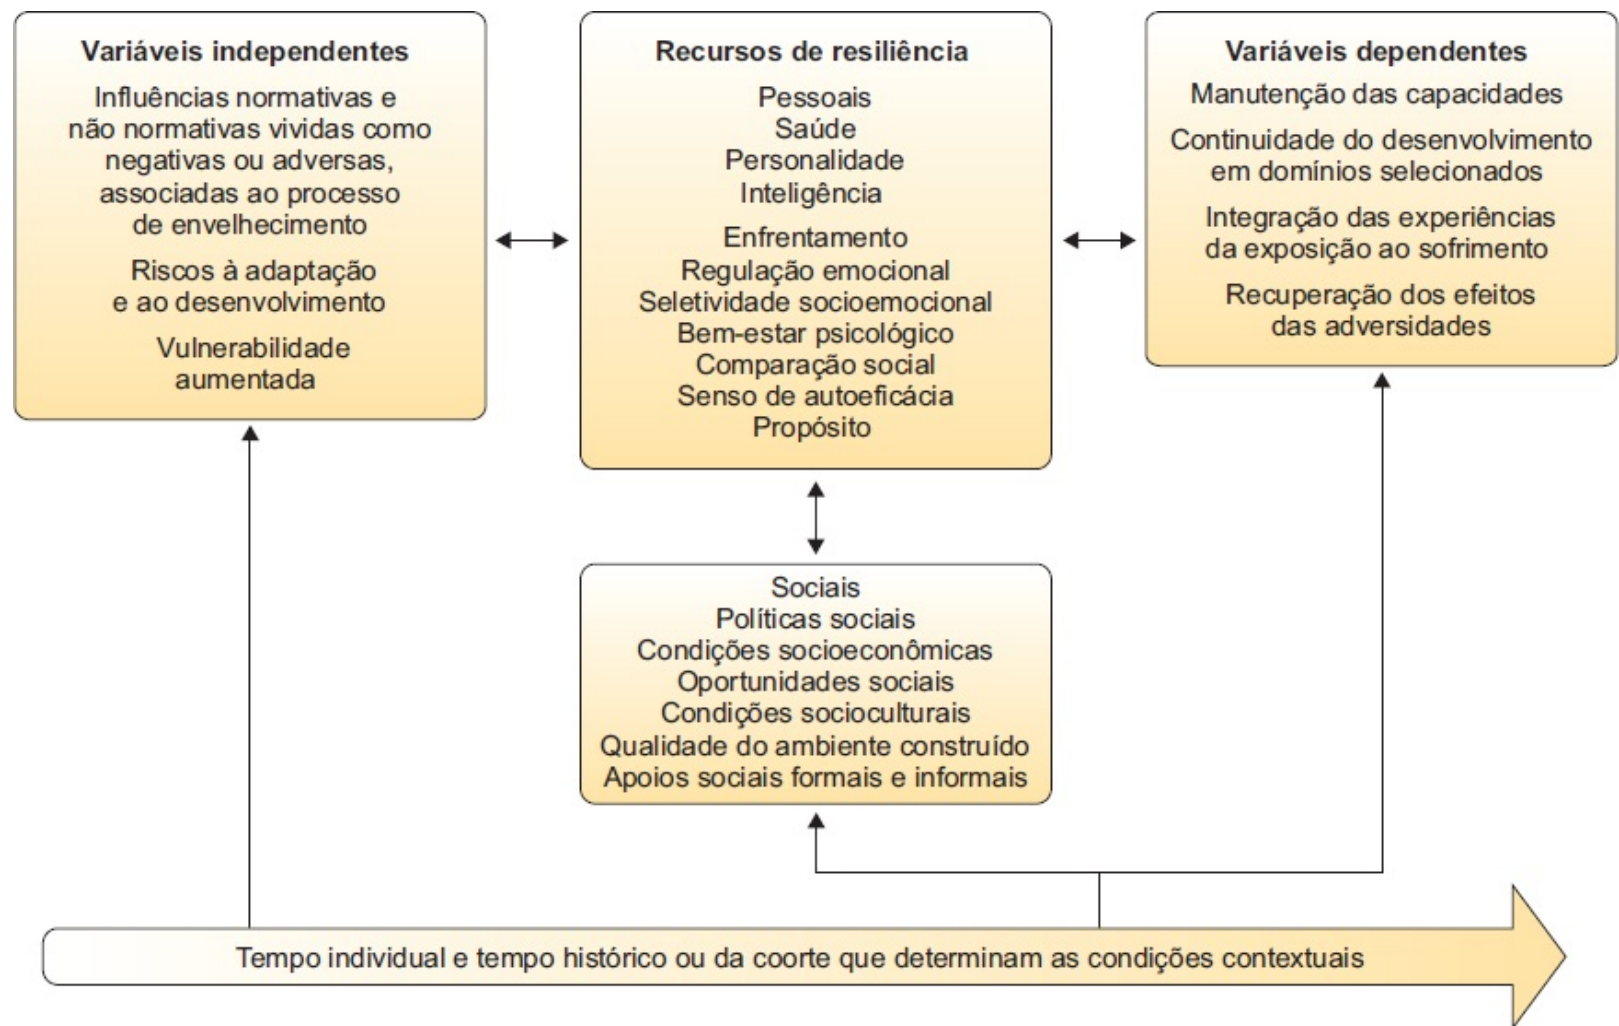 Variáveis independentes
Influências normativas e
não normativas vividas como
negativas ou adversas,
associadas ao processo
de envelhecimento
Riscos à adaptação
e ao desenvolvimento
Vulnerabilidade
aumentada
Recursos de resiliência
Pessoais
Saúde
Personalidade
Inteligência
Enfrentamento
Regulação emocional
Seletividade socioemocional
Bem-estar psicológico
Comparação social
Senso de autoeficácia
Propósito
Variáveis dependentes
Manutenção das capacidades
Continuidade do desenvolvimento
em domínios selecionados
Integração das experiências
da exposição ao sofrimento
Recuperação dos efeitos
das adversidades
Sociais
Políticas sociais
Condições socioeconômicas
Oportunidades sociais
Condições socioculturais
Qualidade do ambiente construído
Apoios sociais formais e informais
Tempo individual e tempo histórico ou da coorte que determinam as condições contextuais